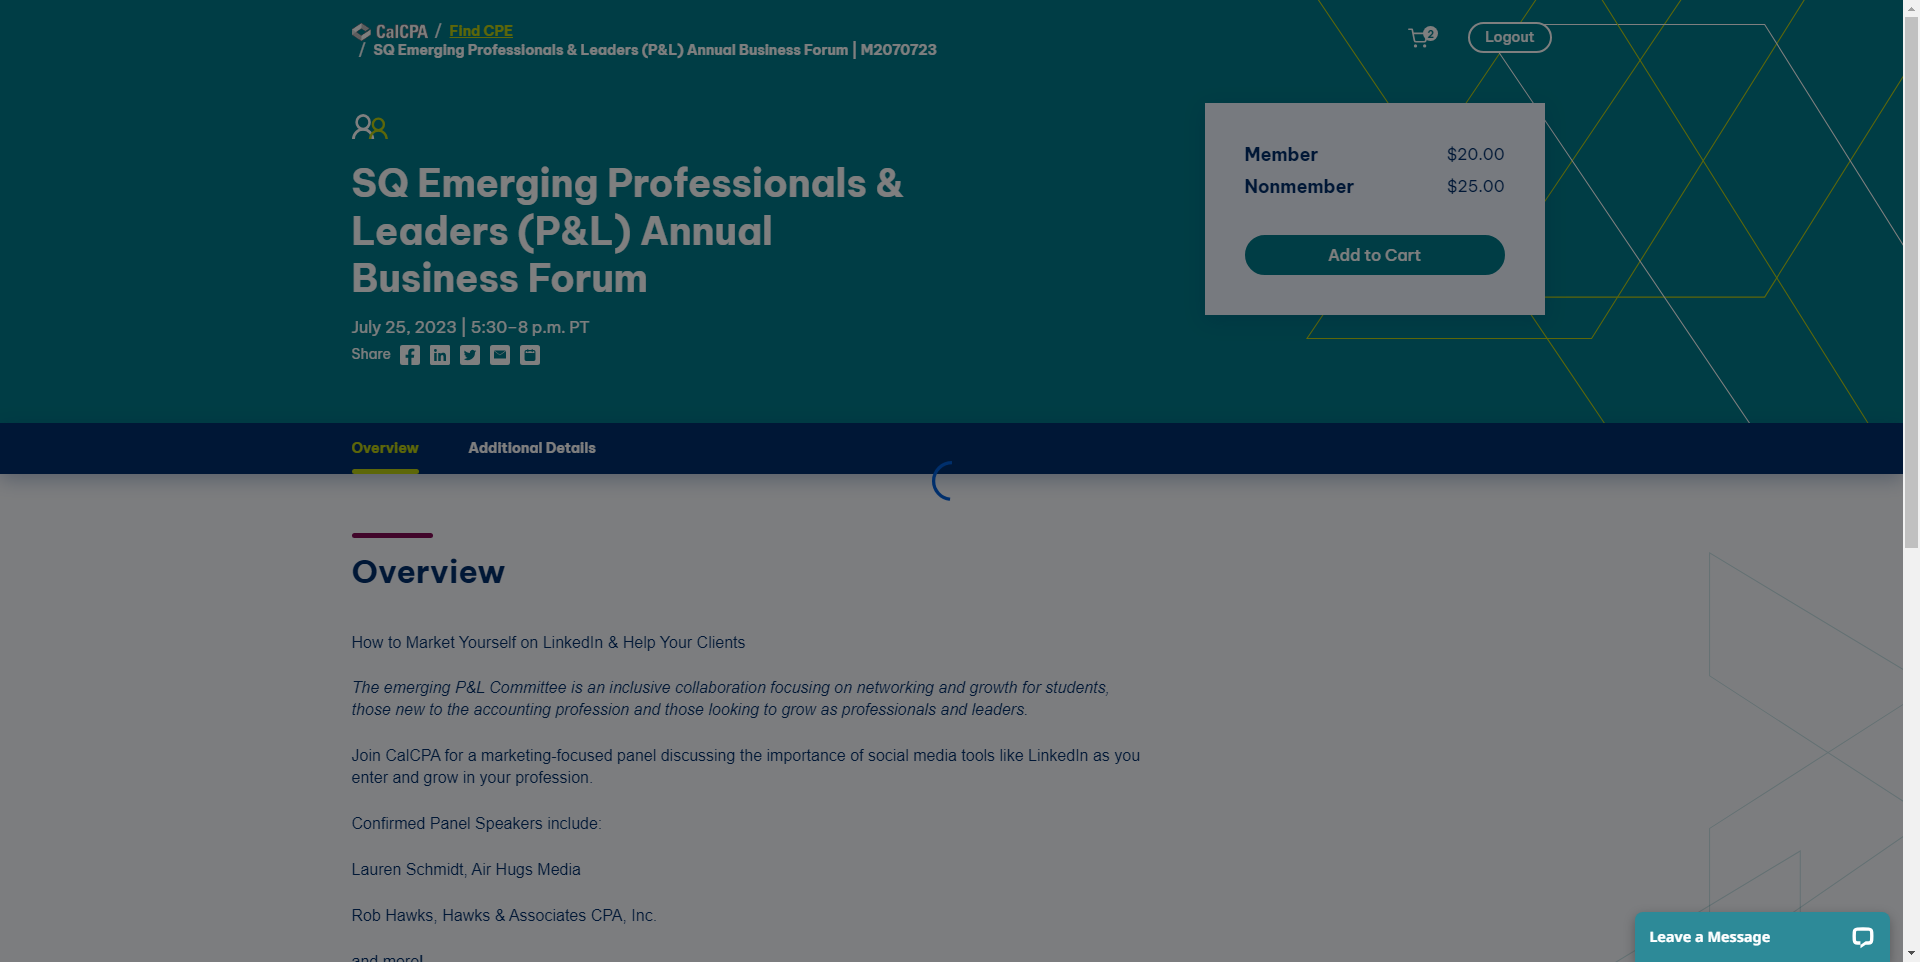 CalCPA / Find CPE
/ SQ Emerging Professionals & Leaders (P&L) Annual Business Forum | M2070723
2
Logout
SQ Emerging Professionals &
Leaders (P&L) Annual
Business Forum
July 25, 2023 | 5:30–8 p.m. PT
Share
Member $20.00
Nonmember $25.00
Add to Cart
Overview
Additional Details
Overview
How to Market Yourself on LinkedIn & Help Your Clients
The emerging P&L Committee is an inclusive collaboration focusing on networking and growth for students,
those new to the accounting profession and those looking to grow as professionals and leaders.
Join CalCPA for a marketing-focused panel discussing the importance of social media tools like LinkedIn as you
enter and grow in your profession.
Confirmed Panel Speakers include:
Lauren Schmidt, Air Hugs Media
Rob Hawks, Hawks & Associates CPA, Inc.
and more!
Leave a Message